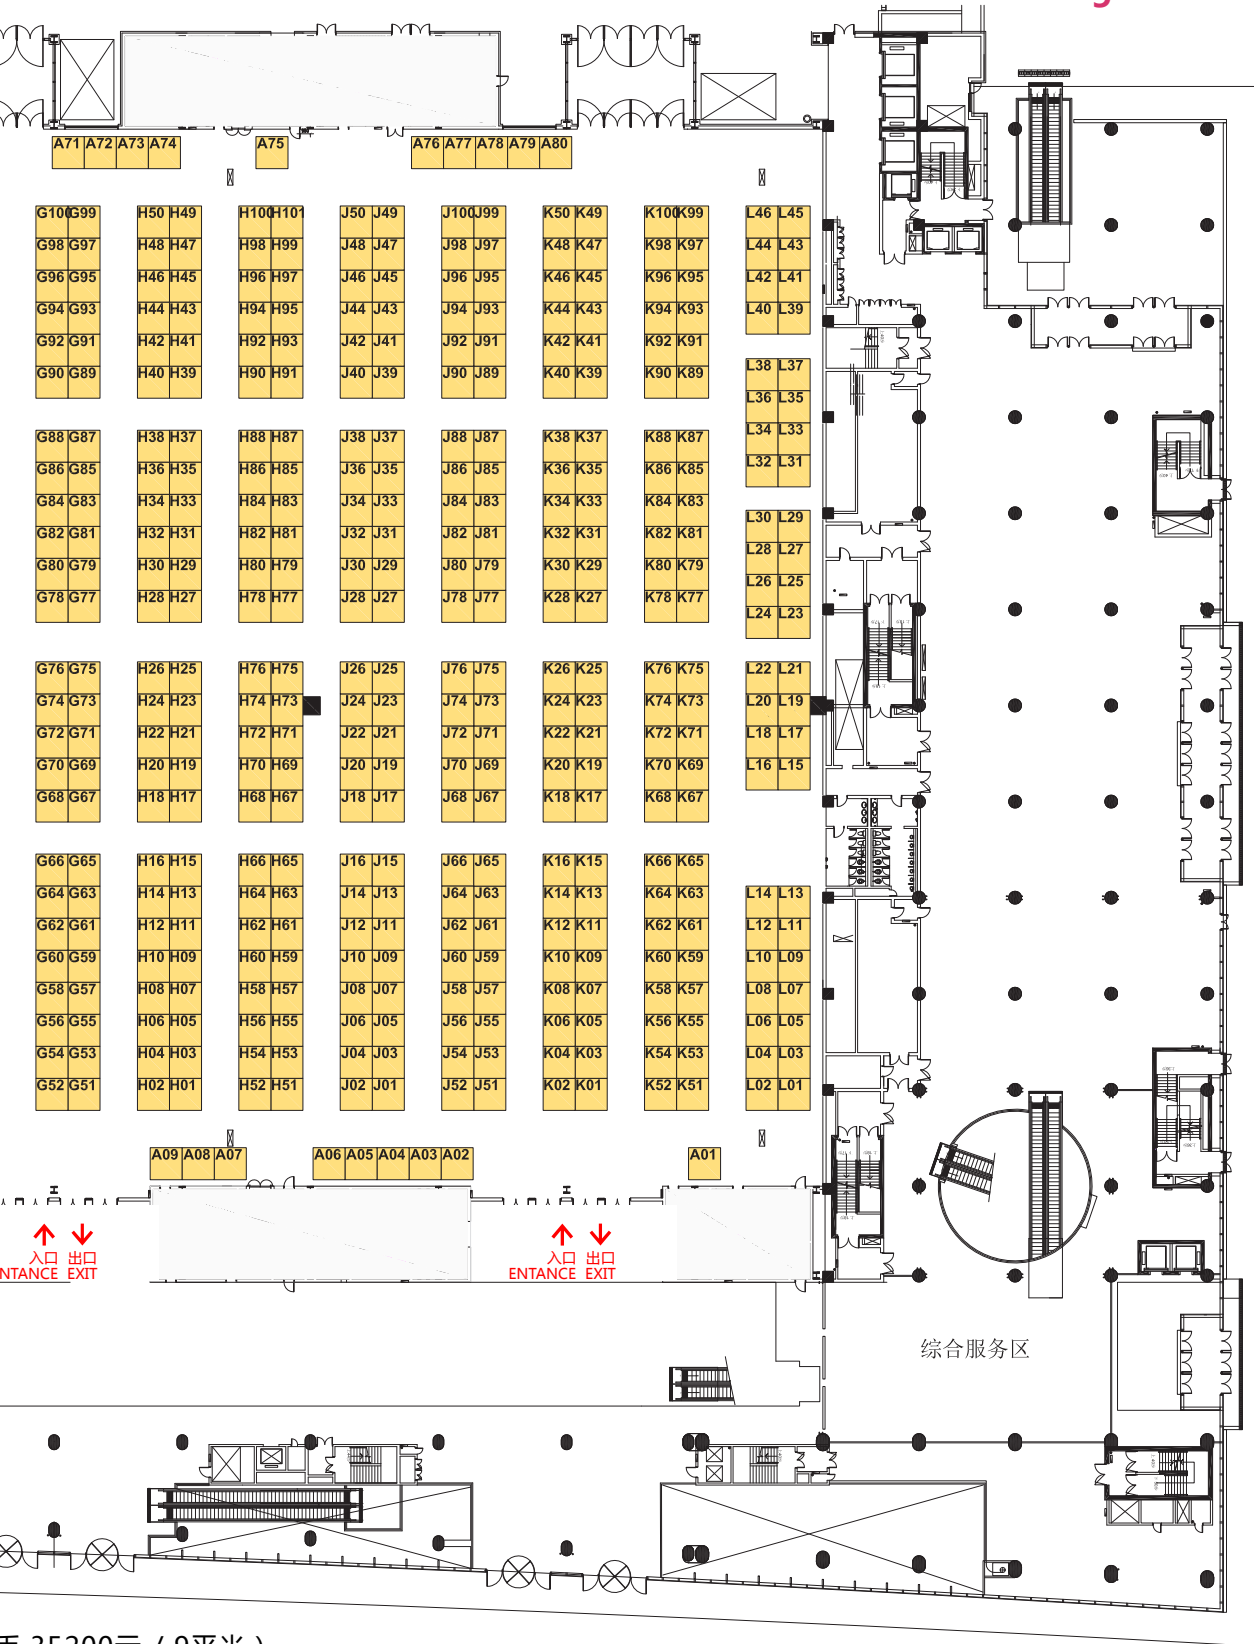 A71 A72 A73 A74 A75 A76 A77 A78 A79 A80
G100 G99 H50 H49 H100 H101 J50 J49 J100 J99 K50 K49 K100 K99 L46 L45
G98 G97 H48 H47 H98 H99 J48 J47 J98 J97 K48 K47 K98 K97 L44 L43
G96 G95 H46 H45 H96 H97 J46 J45 J96 J95 K46 K45 K96 K95 L42 L41
G94 G93 H44 H43 H94 H95 J44 J43 J94 J93 K44 K43 K94 K93 L40 L39
G92 G91 H42 H41 H92 H93 J42 J41 J92 J91 K42 K41 K92 K91
L38 L37
G90 G89 H40 H39 H90 H91 J40 J39 J90 J89 K40 K39 K90 K89
L36 L35
G88 G87 H38 H37 H88 H87 J38 J37 J88 J87 K38 K37 K88 K87 L34 L33
G86 G85 H36 H35 H86 H85 J36 J35 J86 J85 K36 K35 K86 K85 L32 L31
G84 G83 H34 H33 H84 H83 J34 J33 J84 J83 K34 K33 K84 K83
L30 L29
G82 G81 H32 H31 H82 H81 J32 J31 J82 J81 K32 K31 K82 K81
L28 L27
G80 G79 H30 H29 H80 H79 J30 J29 J80 J79 K30 K29 K80 K79
L26 L25
G78 G77 H28 H27 H78 H77 J28 J27 J78 J77 K28 K27 K78 K77
L24 L23
G76 G75 H26 H25 H76 H75 J26 J25 J76 J75 K26 K25 K76 K75 L22 L21
G74 G73 H24 H23 H74 H73 J24 J23 J74 J73 K24 K23 K74 K73 L20 L19
G72 G71 H22 H21 H72 H71 J22 J21 J72 J71 K22 K21 K72 K71 L18 L17
G70 G69 H20 H19 H70 H69 J20 J19 J70 J69 K20 K19 K70 K69 L16 L15
G68 G67 H18 H17 H68 H67 J18 J17 J68 J67 K18 K17 K68 K67
G66 G65 H16 H15 H66 H65 J16 J15 J66 J65 K16 K15 K66 K65
G64 G63 H14 H13 H64 H63 J14 J13 J64 J63 K14 K13 K64 K63 L14 L13
G62 G61 H12 H11 H62 H61 J12 J11 J62 J61 K12 K11 K62 K61 L12 L11
G60 G59 H10 H09 H60 H59 J10 J09 J60 J59 K10 K09 K60 K59 L10 L09
G58 G57 H08 H07 H58 H57 J08 J07 J58 J57 K08 K07 K58 K57 L08 L07
G56 G55 H06 H05 H56 H55 J06 J05 J56 J55 K06 K05 K56 K55 L06 L05
G54 G53 H04 H03 H54 H53 J04 J03 J54 J53 K04 K03 K54 K53 L04 L03
G52 G51 H02 H01 H52 H51 J02 J01 J52 J51 K02 K01 K52 K51 L02 L01
A09 A08 A07 A06 A05 A04 A03 A02 A01
入口 出口 入口 出口
NTANCE EXIT ENTANCE EXIT
综合服务区
35200元（9平米）